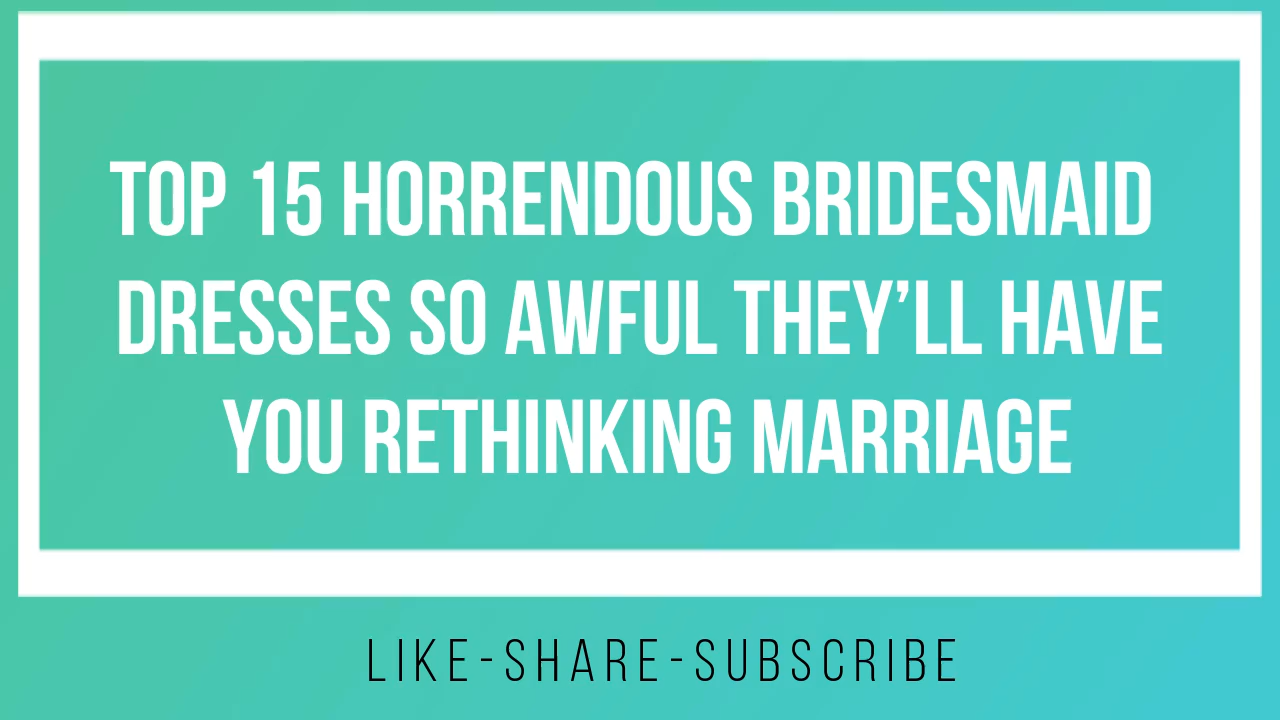 TOP 15 HORRENDOUS BRIDESMAID
DRESSES SO AWFUL THEY’LL HAVE
YOU RETHINKING MARRIAGE
LIKE-SHARE-SUBSCRIBE